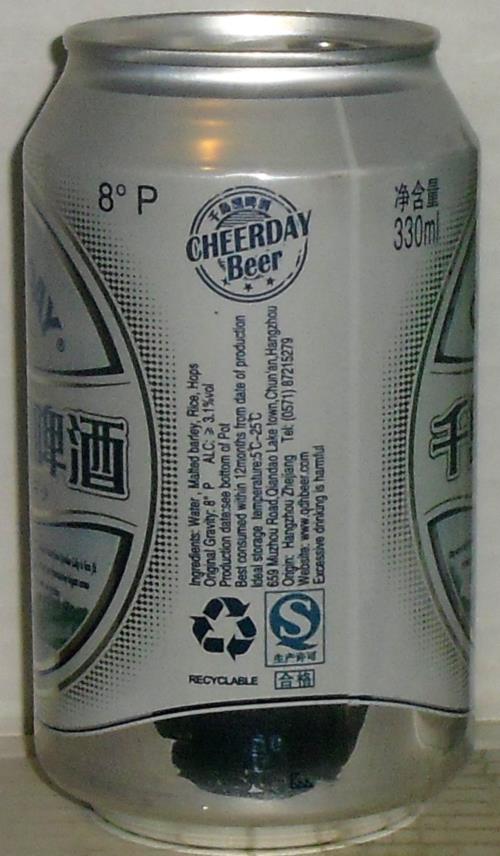 8° P
净含量
330ml
千岛湖啤酒
CHEERDAY
Beer
啤酒
千
Ingredients: Water , Malted barley, Rice, Hops
Original Gravity: 8° P ALC: ≥ 3.1%vol
Production date:see bottom of Pot
Best consumed within 12months from date of production
Ideal storage temperature:5℃-25℃
659 Muzhou Road,Qiandao Lake town,Chun'an,Hangzhou
Origin: Hangzhou Zhejiang Tel: (0571) 87215279
Website: www.qdhbeer.com
Excessive drinking is harmful
RECYCLABLE
生产许可
合格